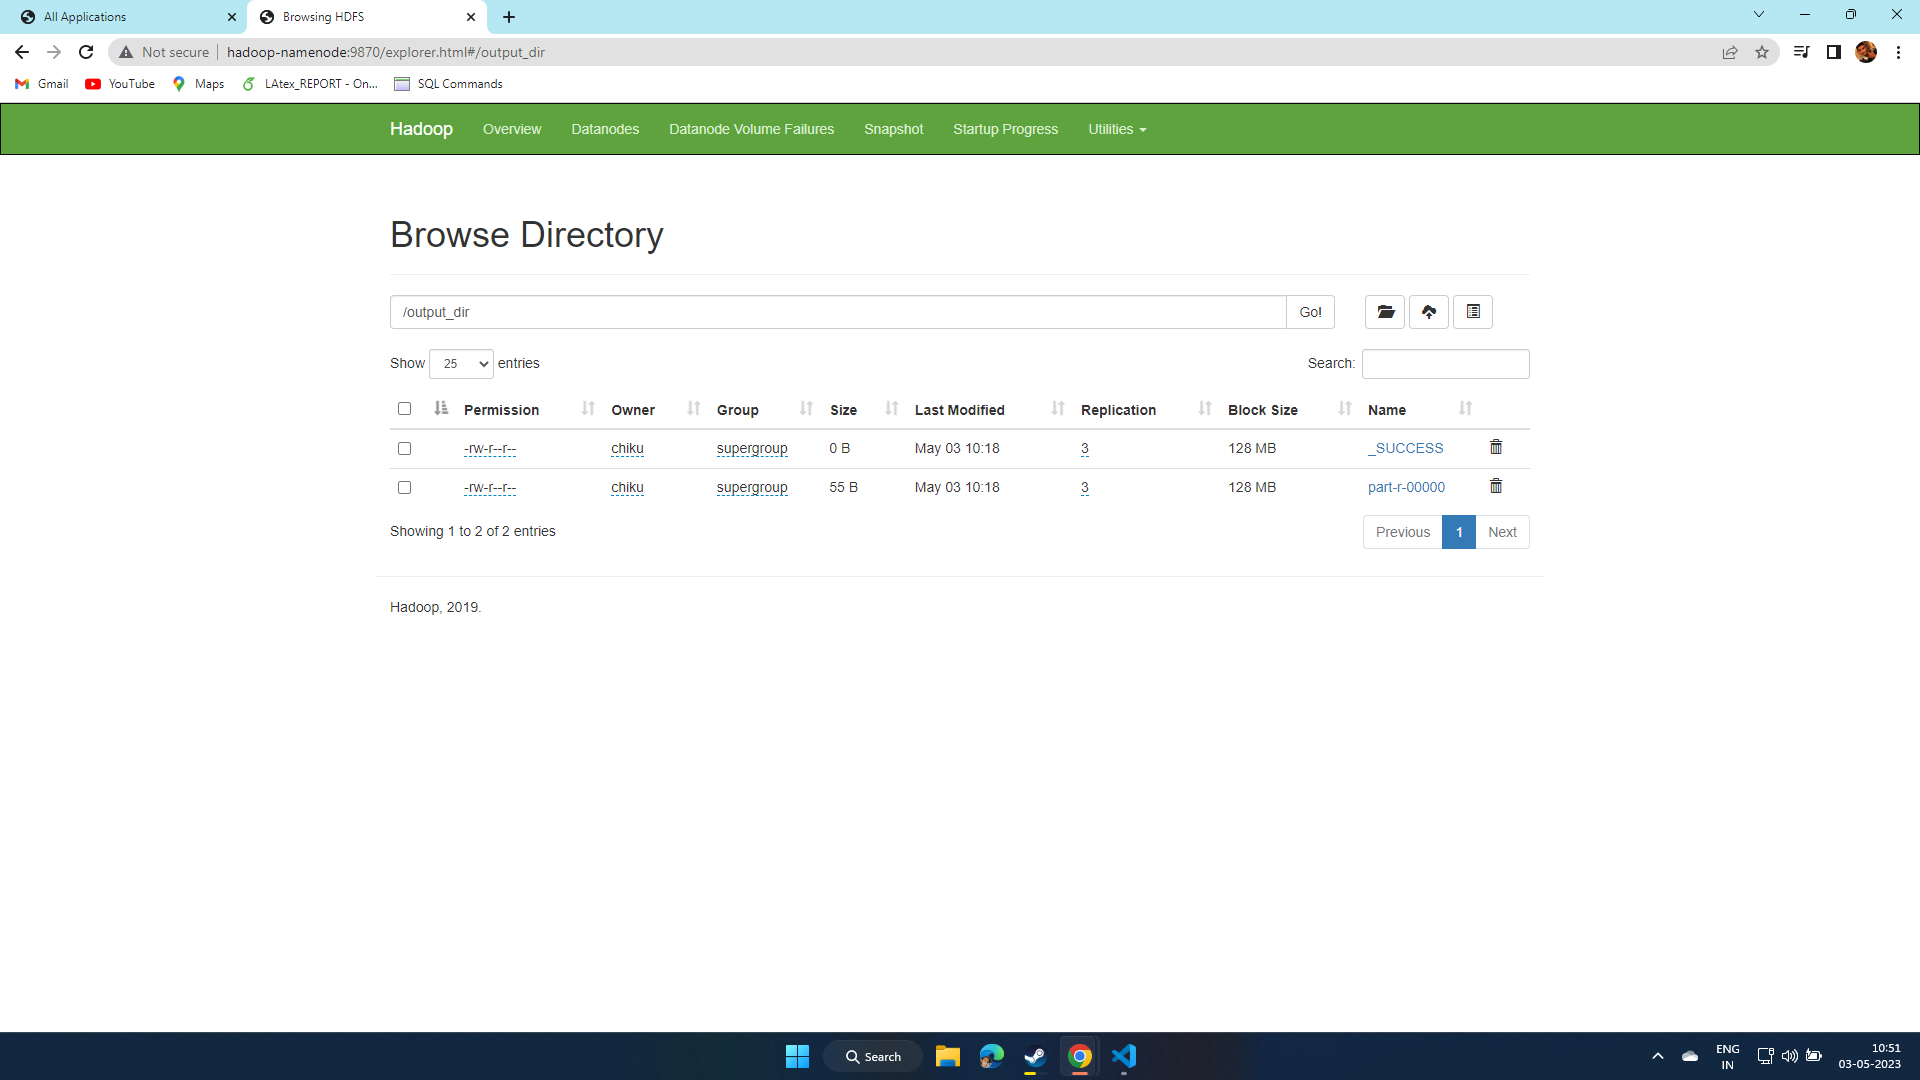 All Applications
Browsing HDFS
Not secure hadoop-namenode:9870/explorer.html#/output_dir
Gmail YouTube Maps LAtex_REPORT - On... SQL Commands
Hadoop Overview Datanodes Datanode Volume Failures Snapshot Startup Progress Utilities
Browse Directory
/output_dir Go!
Show 25 entries Search:
Permission Owner Group Size Last Modified Replication Block Size Name
-rw-r--r-- chiku supergroup 0 B May 03 10:18 3 128 MB _SUCCESS
-rw-r--r-- chiku supergroup 55 B May 03 10:18 3 128 MB part-r-00000
Showing 1 to 2 of 2 entries Previous 1 Next
Hadoop, 2019.
Search
ENG
IN
10:51
03-05-2023